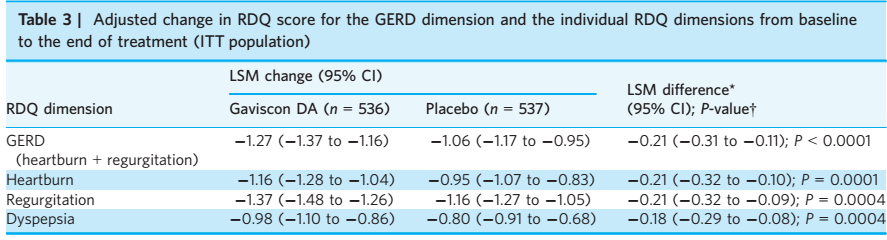 Table 3 | Adjusted change in RDQ score for the GERD dimension and the individual RDQ dimensions from baseline
to the end of treatment (ITT population)
LSM change (95% CI)
LSM difference*
RDQ dimension Gaviscon DA (n = 536) Placebo (n = 537) (95% CI); P-value†
GERD −1.27 (−1.37 to −1.16) −1.06 (−1.17 to −0.95) −0.21 (−0.31 to −0.11); P < 0.0001
(heartburn + regurgitation)
Heartburn −1.16 (−1.28 to −1.04) −0.95 (−1.07 to −0.83) −0.21 (−0.32 to −0.10); P = 0.0001
Regurgitation −1.37 (−1.48 to −1.26) −1.16 (−1.27 to −1.05) −0.21 (−0.32 to −0.09); P = 0.0004
Dyspepsia −0.98 (−1.10 to −0.86) −0.80 (−0.91 to −0.68) −0.18 (−0.29 to −0.08); P = 0.0004